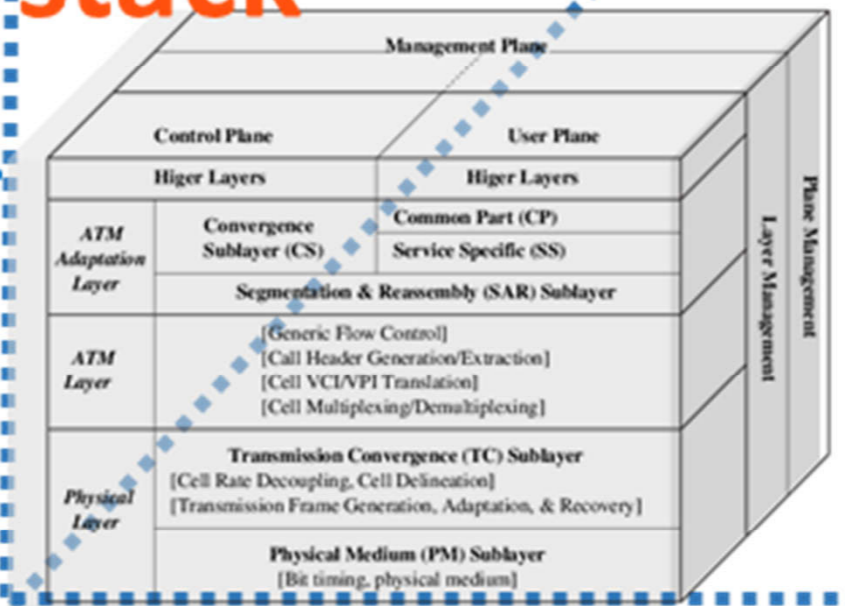 stack
Management Plane
Control Plane
User Plane
Higer Layers
Higer Layers
ATM
Adaptation
Layer
Convergence
Sublayer (CS)
Common Part (CP)
Service Specific (SS)
Segmentation & Reassembly (SAR) Sublayer
ATM
Layer
[Generic Flow Control]
[Call Header Generation/Extraction]
[Cell VCI/VPI Translation]
[Cell Multiplexing/Demultiplexing]
Physical
Layer
Transmission Convergence (TC) Sublayer
[Cell Rate Decoupling, Cell Delineation]
[Transmission Frame Generation, Adaptation, & Recovery]
Physical Medium (PM) Sublayer
[Bit timing, physical medium]
Layer Management
Plane Management